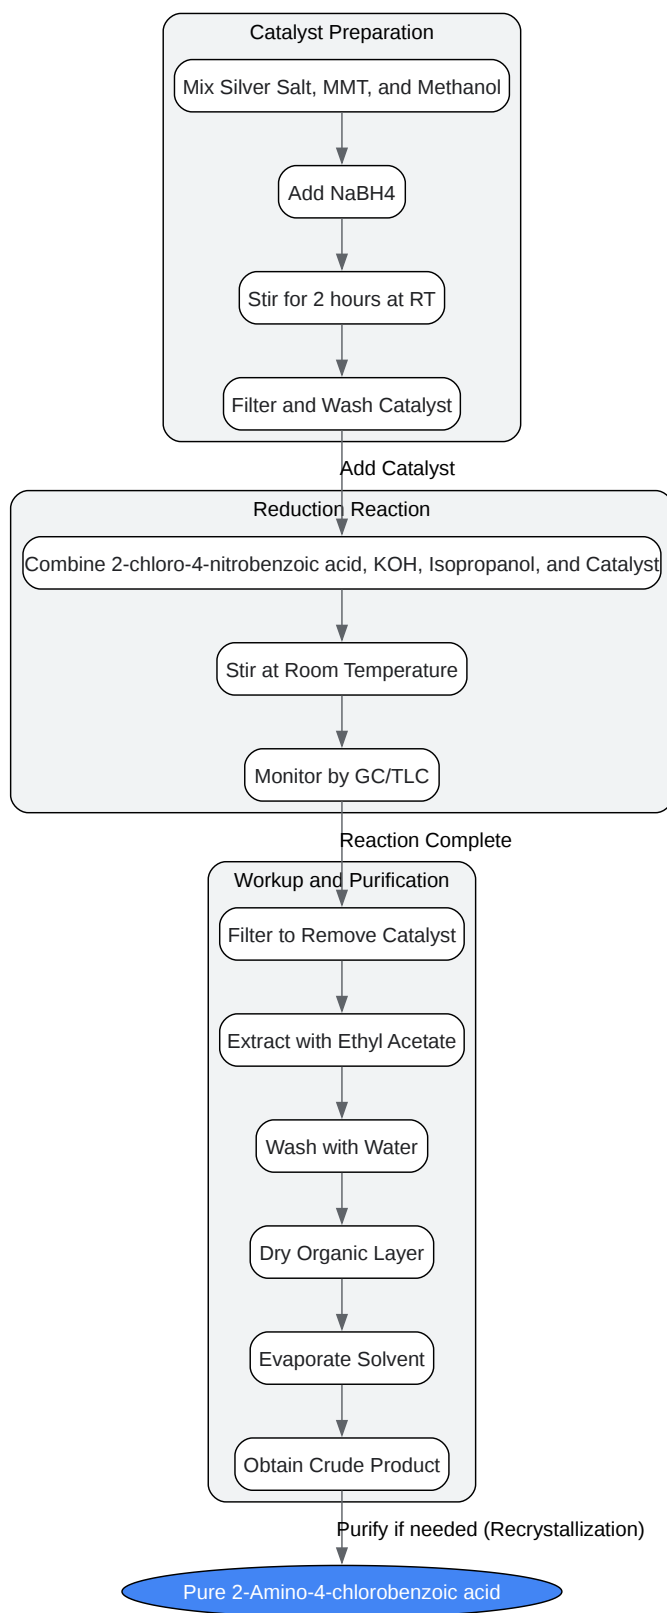 Catalyst Preparation
Mix Silver Salt, MMT, and Methanol
Add NaBH4
Stir for 2 hours at RT
Filter and Wash Catalyst
Add Catalyst
Reduction Reaction
Combine 2-chloro-4-nitrobenzoic acid, KOH, Isopropanol, and Catalyst
Stir at Room Temperature
Monitor by GC/TLC
Reaction Complete
Workup and Purification
Filter to Remove Catalyst
Extract with Ethyl Acetate
Wash with Water
Dry Organic Layer
Evaporate Solvent
Obtain Crude Product
Purify if needed (Recrystallization)
Pure 2-Amino-4-chlorobenzoic acid